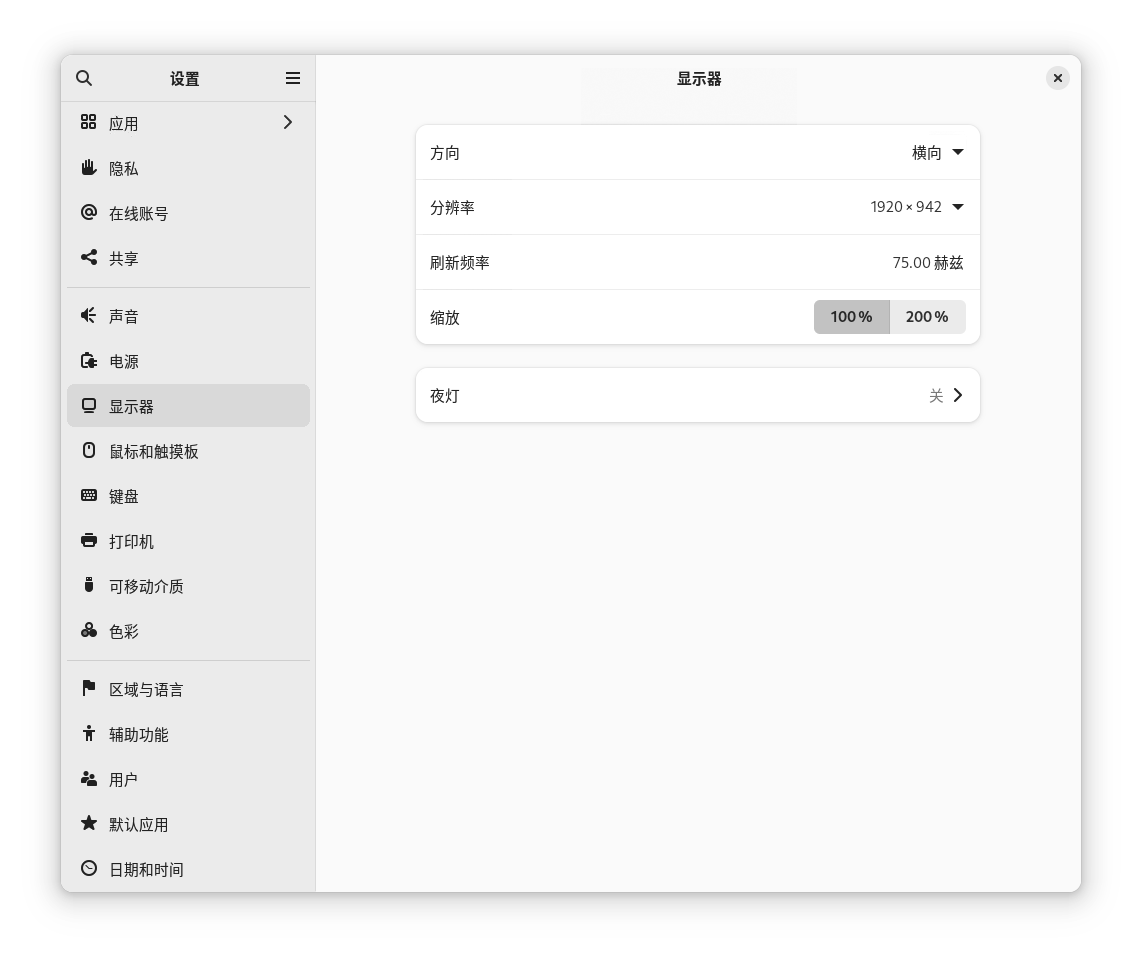 设置
应用
隐私
在线账号
共享
声音
电源
显示器
鼠标和触摸板
键盘
打印机
可移动介质
色彩
区域与语言
辅助功能
用户
默认应用
日期和时间
显示器
方向 横向
分辨率 1920 × 942
刷新频率 75.00 赫兹
缩放 100 % 200 %
夜灯 关